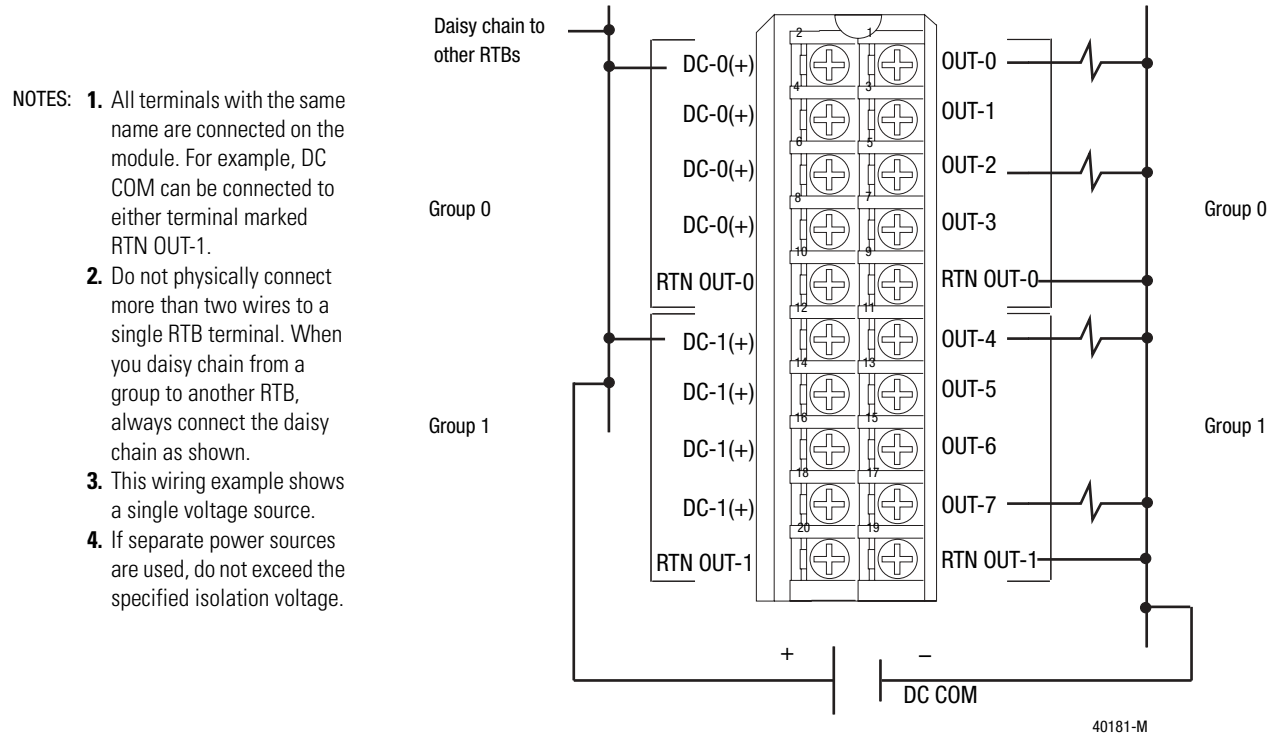 Daisy chain to
other RTBs
NOTES: 1. All terminals with the same
name are connected on the
module. For example, DC
COM can be connected to
either terminal marked
RTN OUT-1.
2. Do not physically connect
more than two wires to a
single RTB terminal. When
you daisy chain from a
group to another RTB,
always connect the daisy
chain as shown.
3. This wiring example shows
a single voltage source.
4. If separate power sources
are used, do not exceed the
specified isolation voltage.
Group 0
Group 1
2 1
DC-0(+) OUT-0
4 3
DC-0(+) OUT-1
6 5
DC-0(+) OUT-2
8 7
DC-0(+) OUT-3
10 9
RTN OUT-0 RTN OUT-0
12 11
DC-1(+) OUT-4
14 13
DC-1(+) OUT-5
16 15
DC-1(+) OUT-6
18 17
DC-1(+) OUT-7
20 19
RTN OUT-1 RTN OUT-1
Group 0
Group 1
+ –
DC COM
40181-M